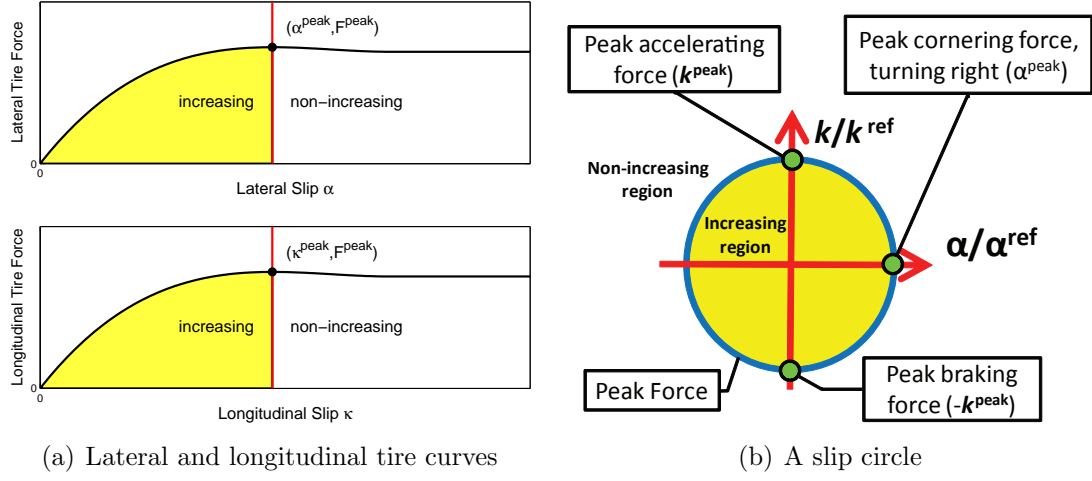 Lateral Tire Force
(α^peak,F^peak)
increasing
non−increasing
0
0
Lateral Slip α
Longitudinal Tire Force
(κ^peak,F^peak)
increasing
non−increasing
0
0
Longitudinal Slip κ
(a) Lateral and longitudinal tire curves
Peak accelerating
force (k^peak)
Peak cornering force,
turning right (α^peak)
k/k^ref
Non-increasing
region
Increasing
region
α/α^ref
Peak Force
Peak braking
force (-k^peak)
(b) A slip circle